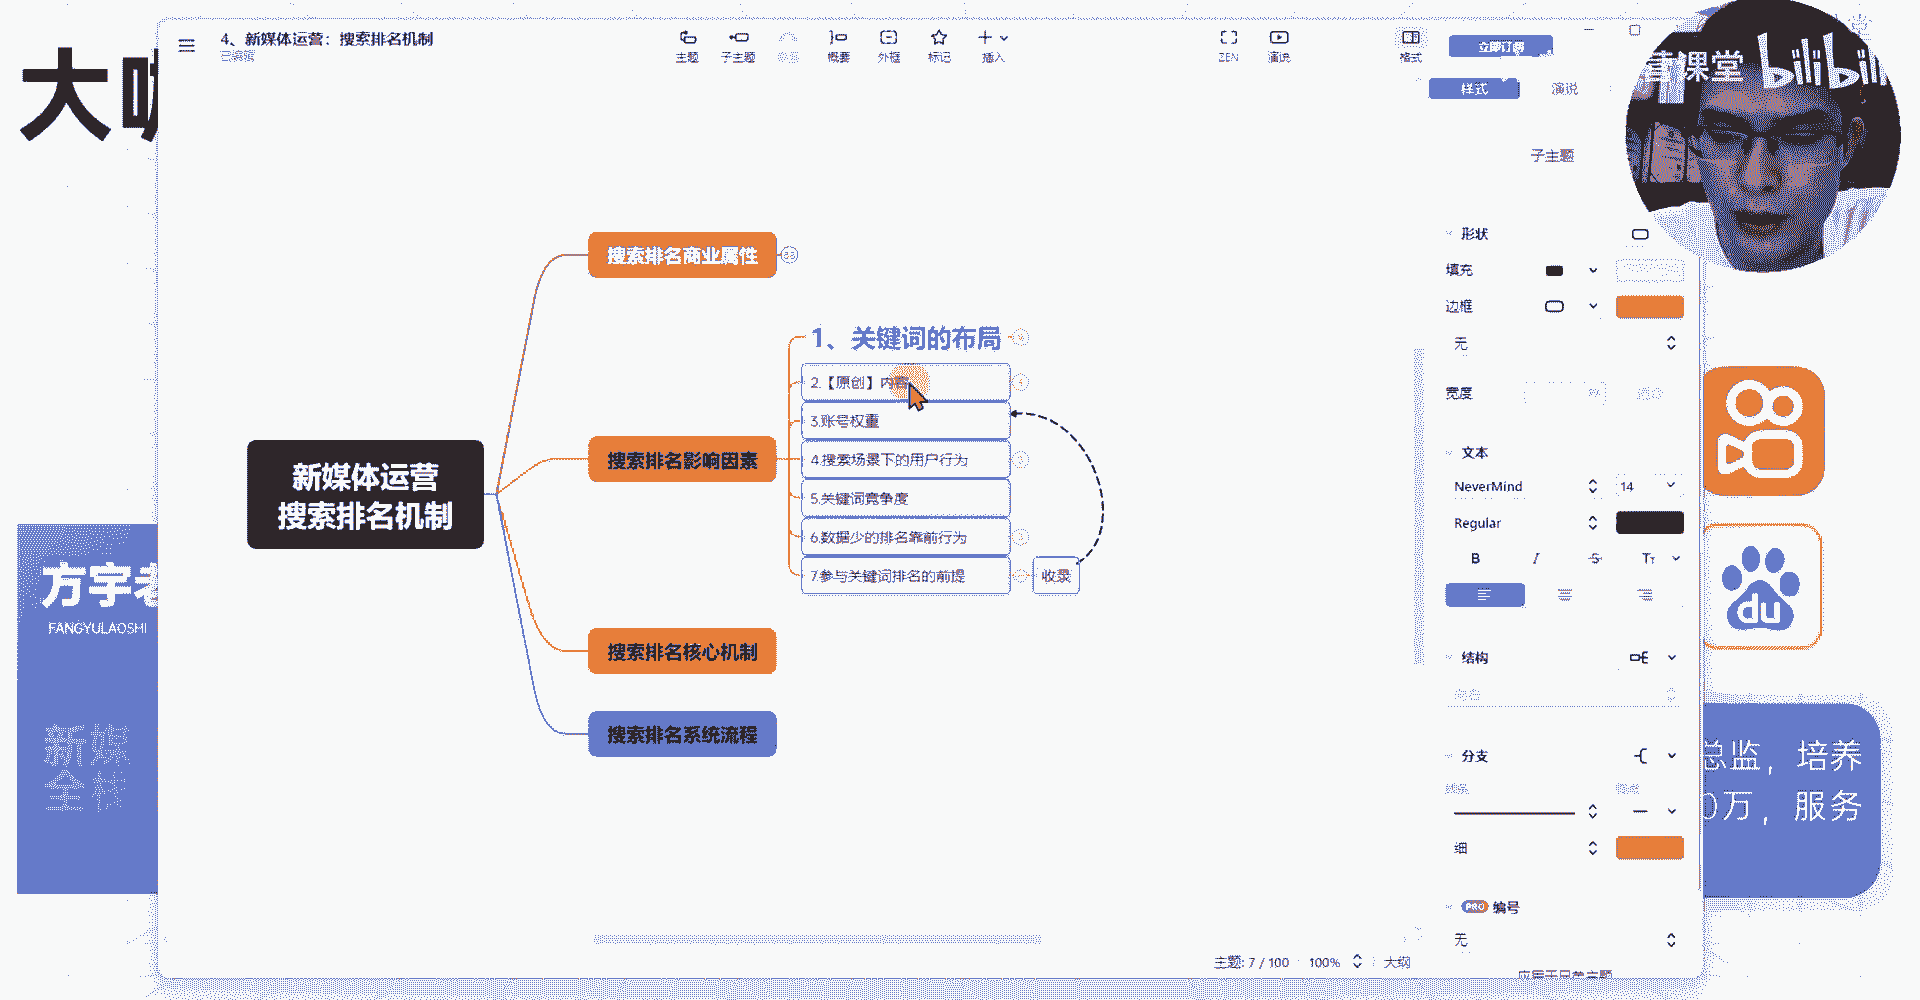 大
4、新媒体运营：搜索排名机制
已编辑
主题
子主题
概要
外框
标记
插入
ZEN
演说
格式
立即订阅
课堂 bilibili
样式
演说
子主题
搜索排名商业属性
形状
填充
边框
无
宽度
1、关键词的布局
2.【原创】内容
3.账号权重
4.搜索场景下的用户行为
5.关键词竞争度
6.数据少的排名靠前行为
7.参与关键词排名的前提
收录
搜索排名影响因素
新媒体运营
搜索排名机制
文本
NeverMind
14
Regular
B
I
S
TT
搜索排名核心机制
搜索排名系统流程
结构
分支
细
PRO 编号
无
du
方宇老
FANGYULAOSHI
新媒
全栈
总监，培养
0万，服务
主题: 7 / 100
100%
大纲